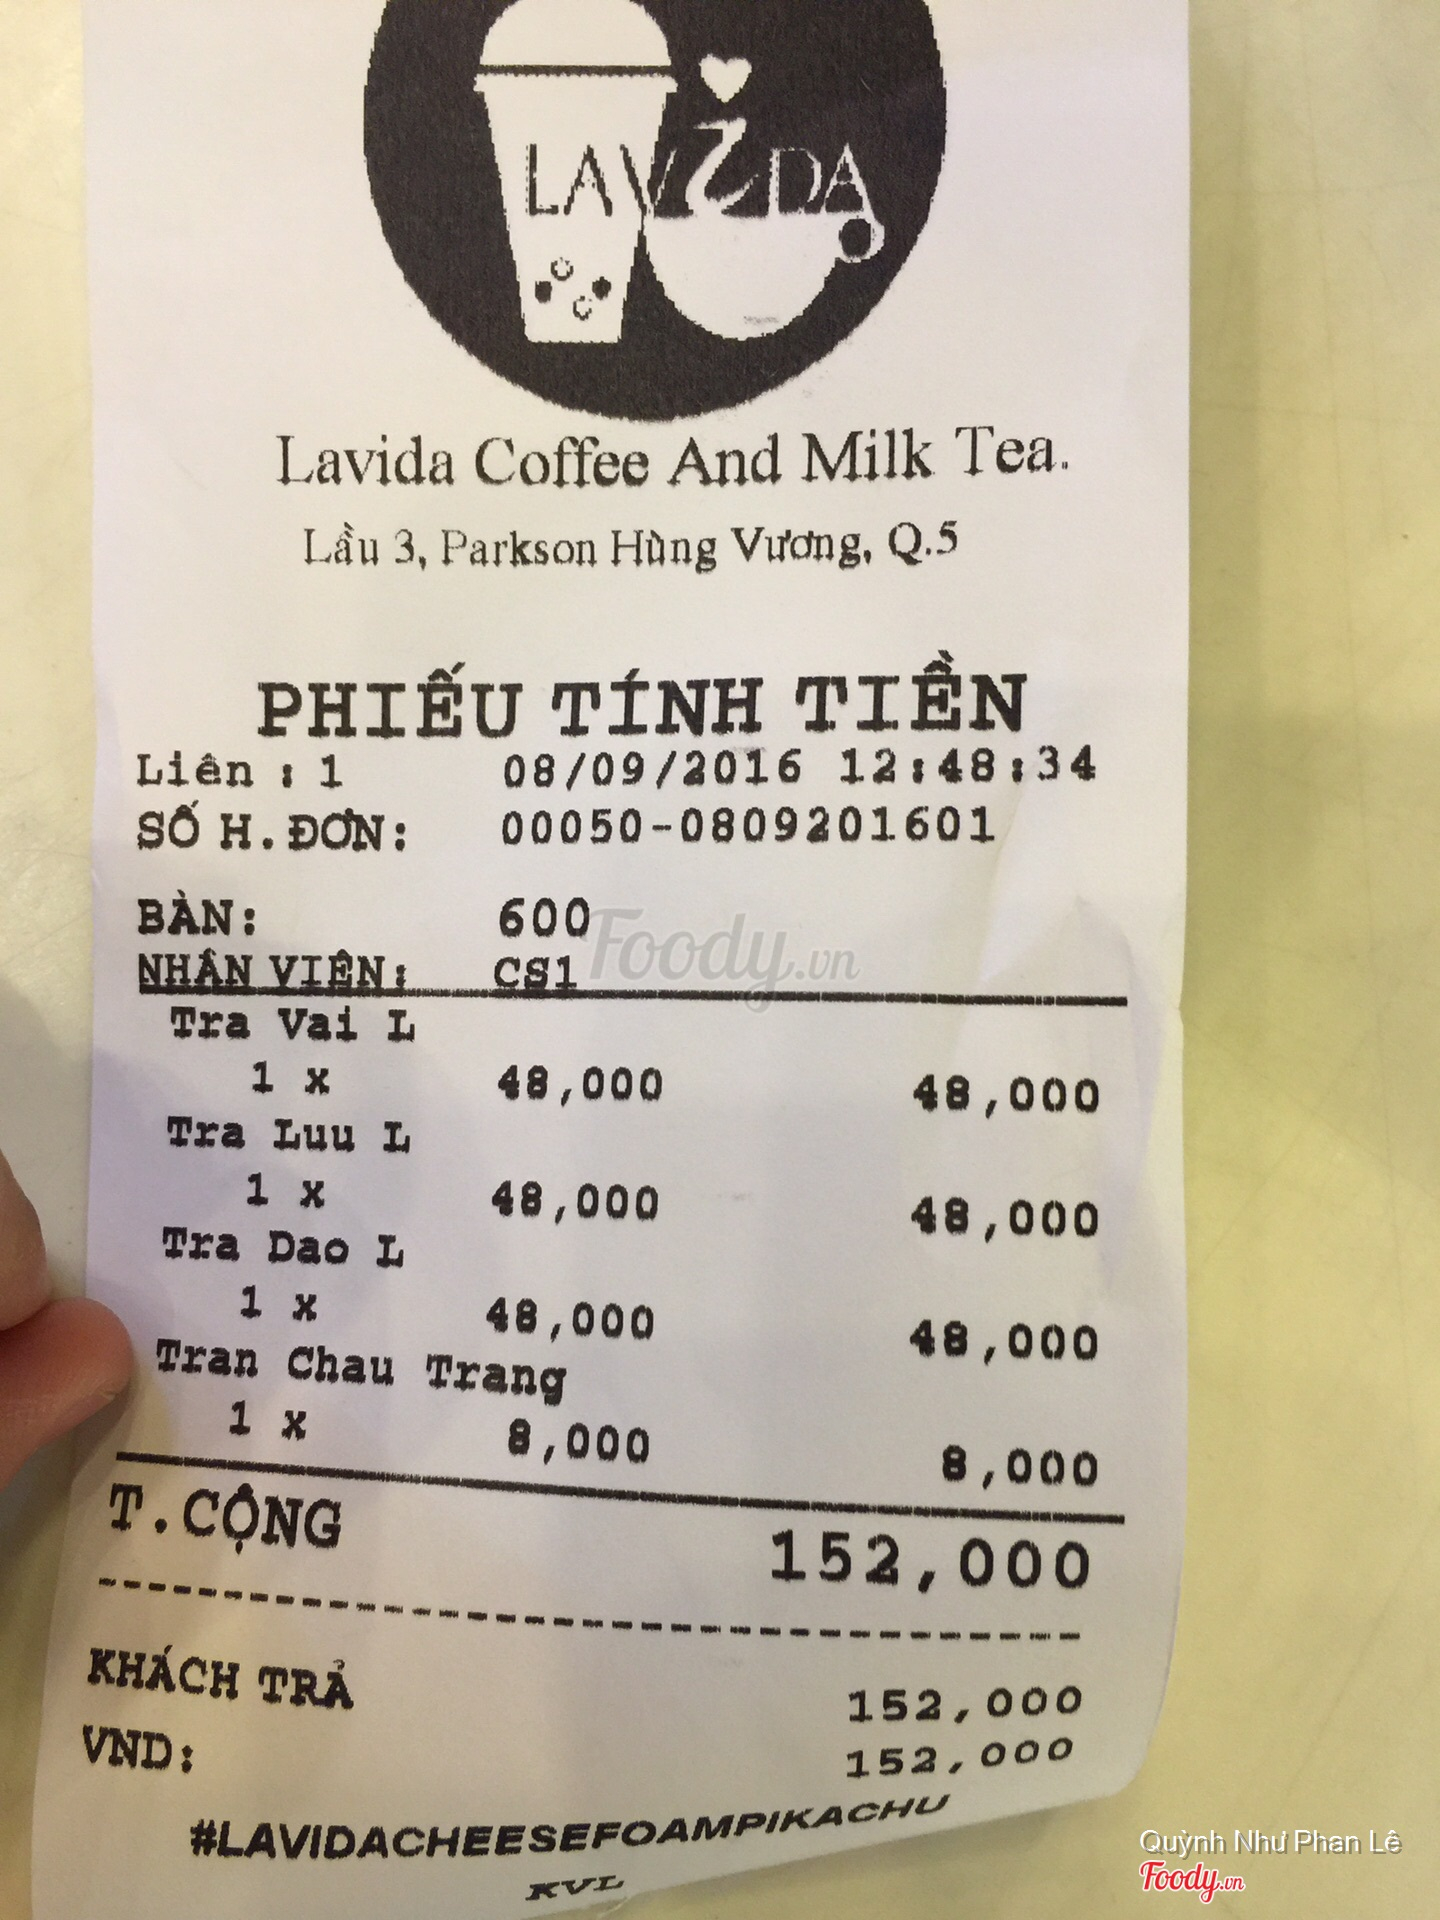 LAVIDA
Lavida Coffee And Milk Tea.
Lầu 3, Parkson Hùng Vương, Q.5
PHIẾU TÍNH TIỀN
Liên : 1 08/09/2016 12:48:34
SỐ H.ĐƠN: 00050-0809201601
BÀN: 600
NHÂN VIÊN: CS1
Foody.vn
Tra Vai L
1 x 48,000 48,000
Tra Luu L
1 x 48,000 48,000
Tra Dao L
1 x 48,000 48,000
Tran Chau Trang
1 x 8,000 8,000
T.CỘNG 152,000
KHÁCH TRẢ 152,000
VND: 152,000
#LAVIDACHEESEFOAMPIKACHU
KVL
Quỳnh Như Phan Lê
Foody.vn